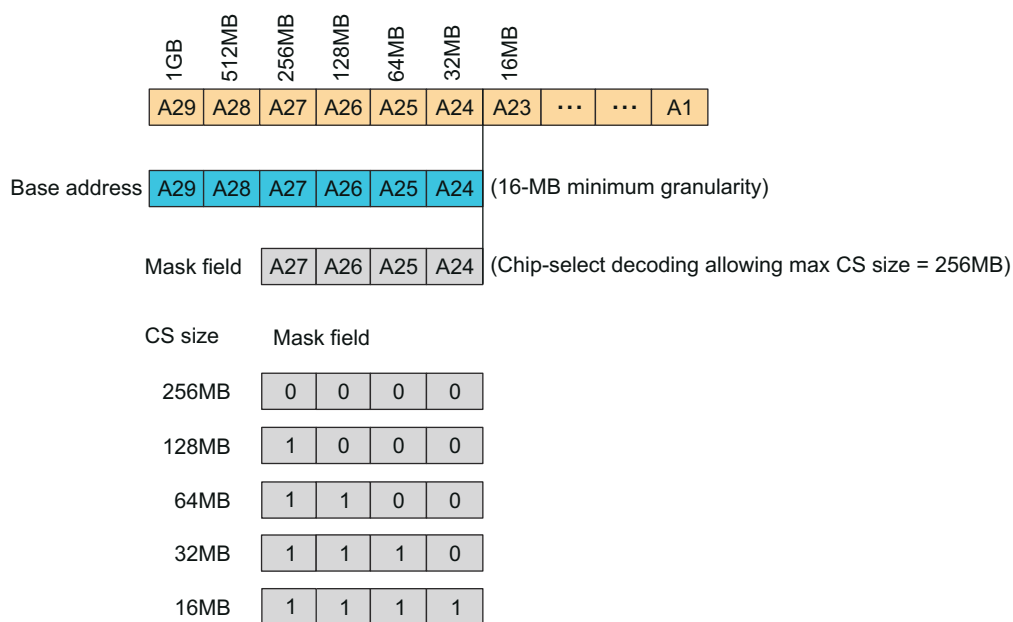 1GB 512MB 256MB 128MB 64MB 32MB 16MB
A29 A28 A27 A26 A25 A24 A23 ... ... A1
Base address A29 A28 A27 A26 A25 A24 (16-MB minimum granularity)
Mask field A27 A26 A25 A24 (Chip-select decoding allowing max CS size = 256MB)
CS size Mask field
256MB 0 0 0 0
128MB 1 0 0 0
64MB 1 1 0 0
32MB 1 1 1 0
16MB 1 1 1 1